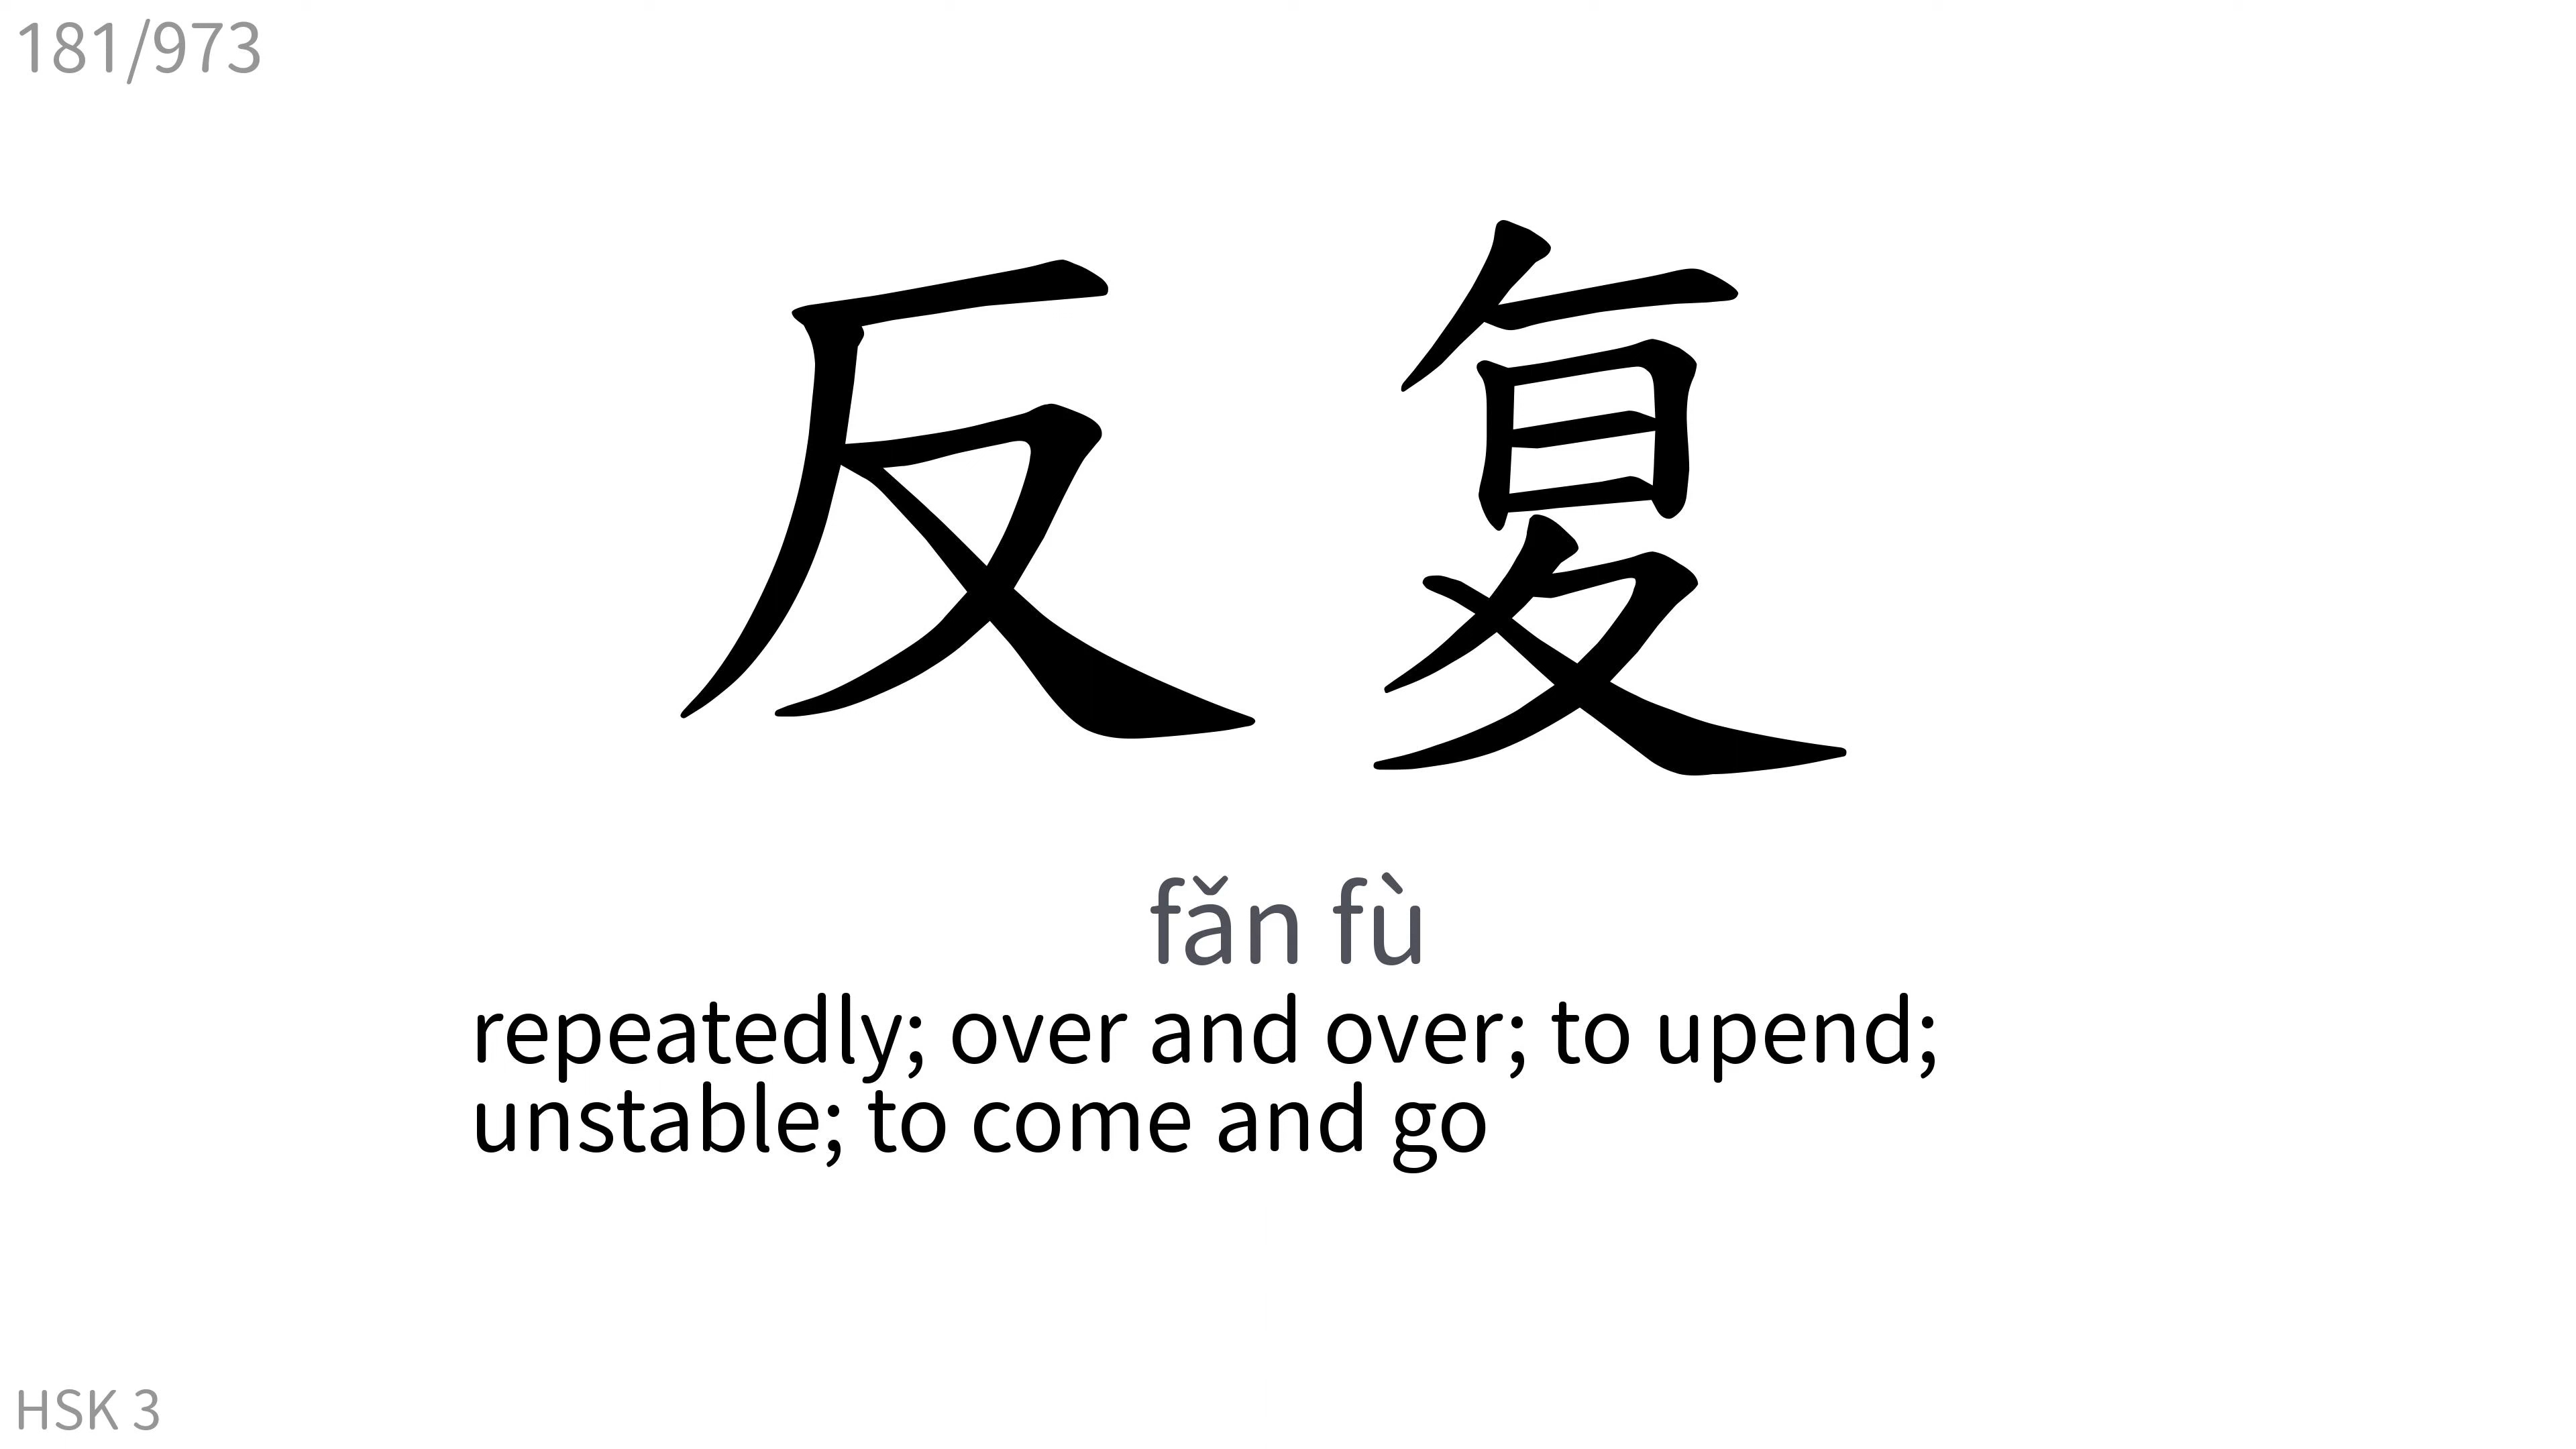 181/973
反复
fǎn fù
repeatedly; over and over; to upend;
unstable; to come and go
HSK 3